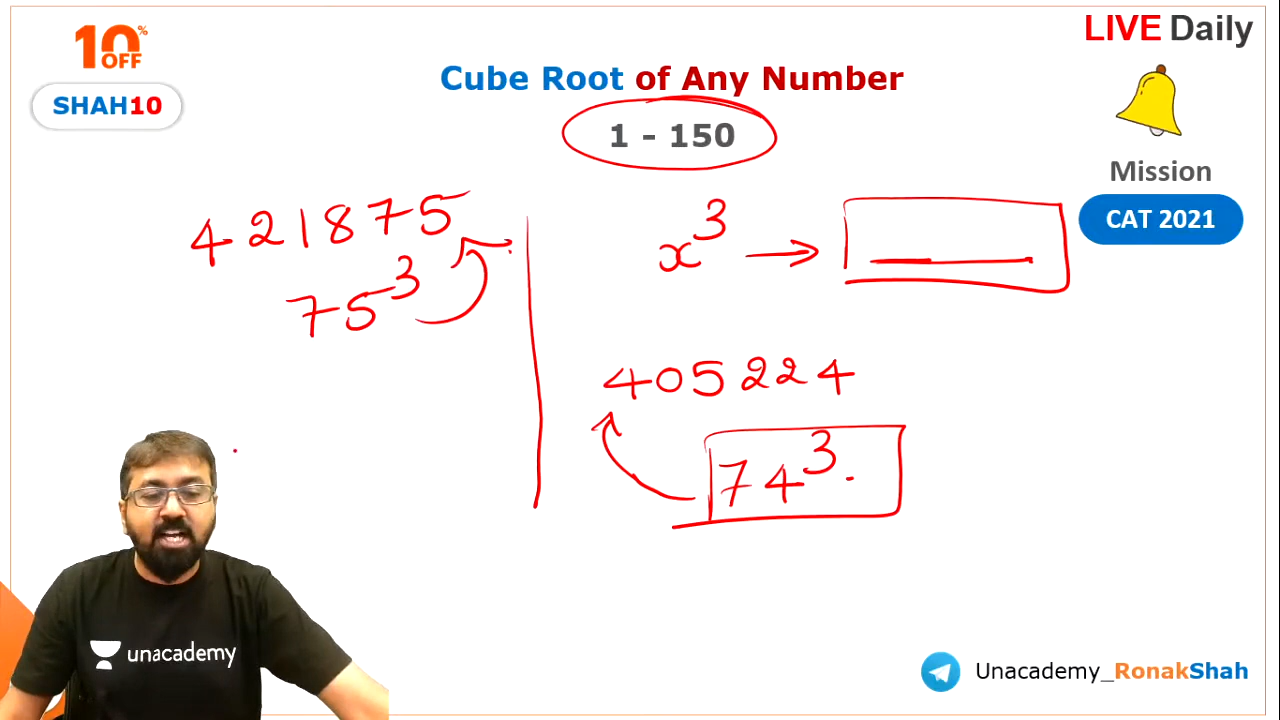 10% OFF
SHAH10
LIVE Daily
Cube Root of Any Number
1 - 150
Mission
CAT 2021
421875
75³
x³ →
405224
74³.
unacademy
Unacademy_RonakShah